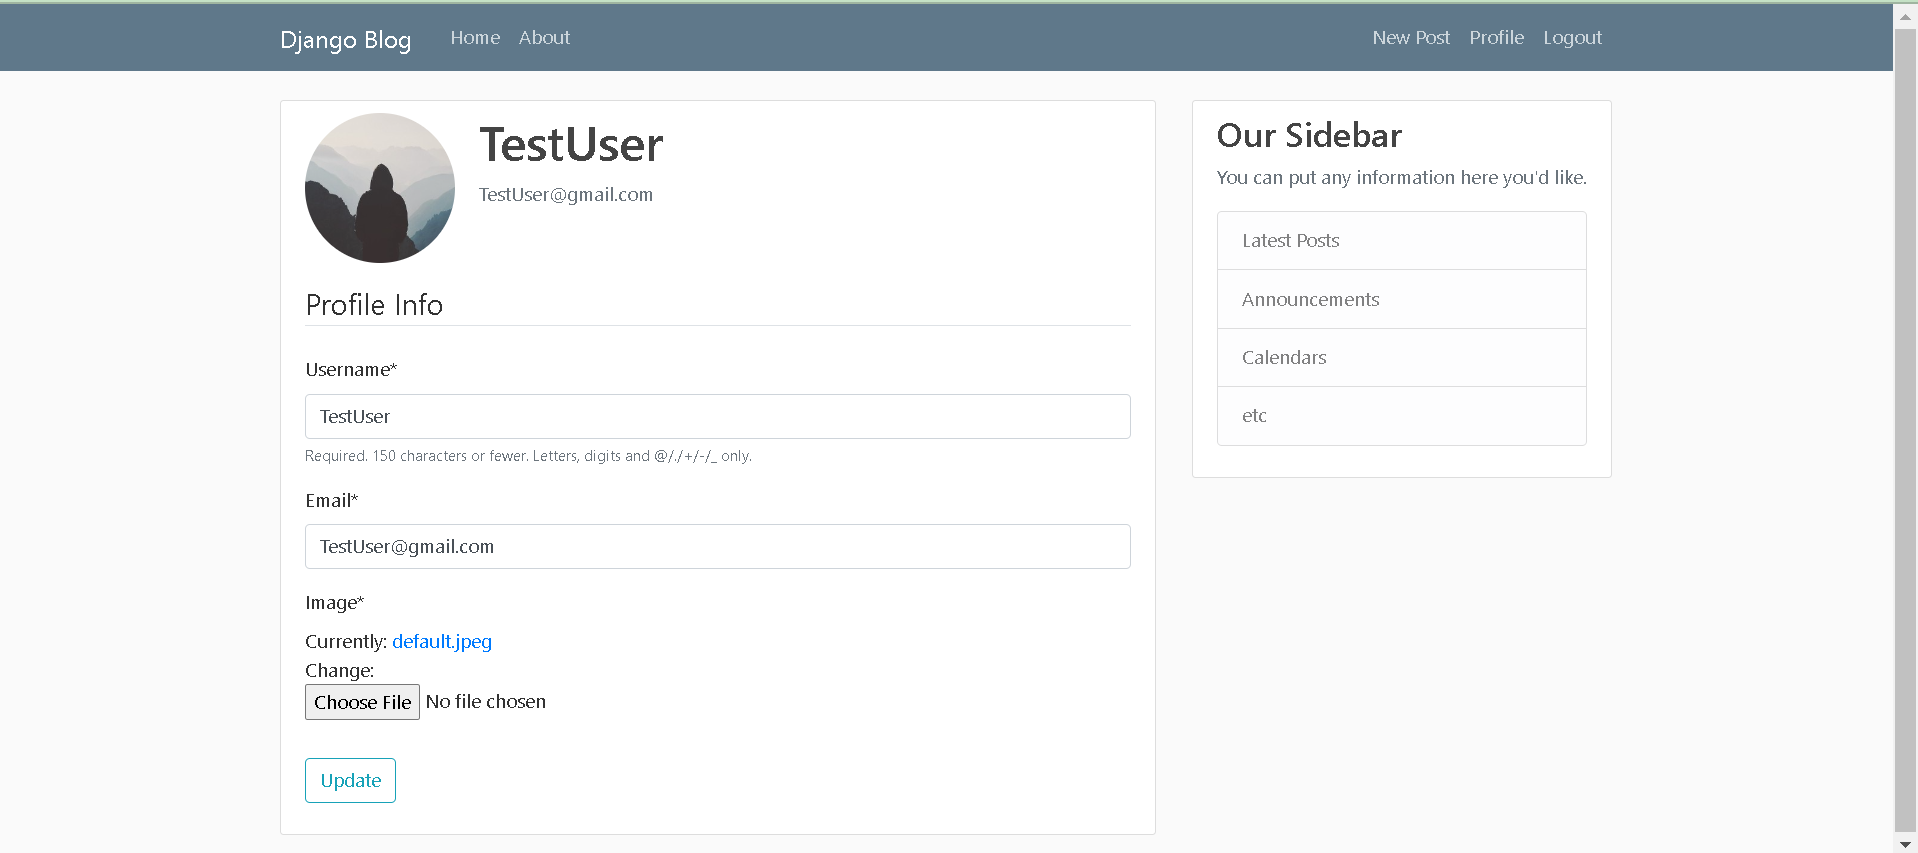 Django Blog Home About New Post Profile Logout
TestUser
TestUser@gmail.com
Profile Info
Username*
TestUser
Required. 150 characters or fewer. Letters, digits and @/./+/-/_ only.
Email*
TestUser@gmail.com
Image*
Currently: default.jpeg
Change:
Choose File No file chosen
Update
Our Sidebar
You can put any information here you'd like.
Latest Posts
Announcements
Calendars
etc